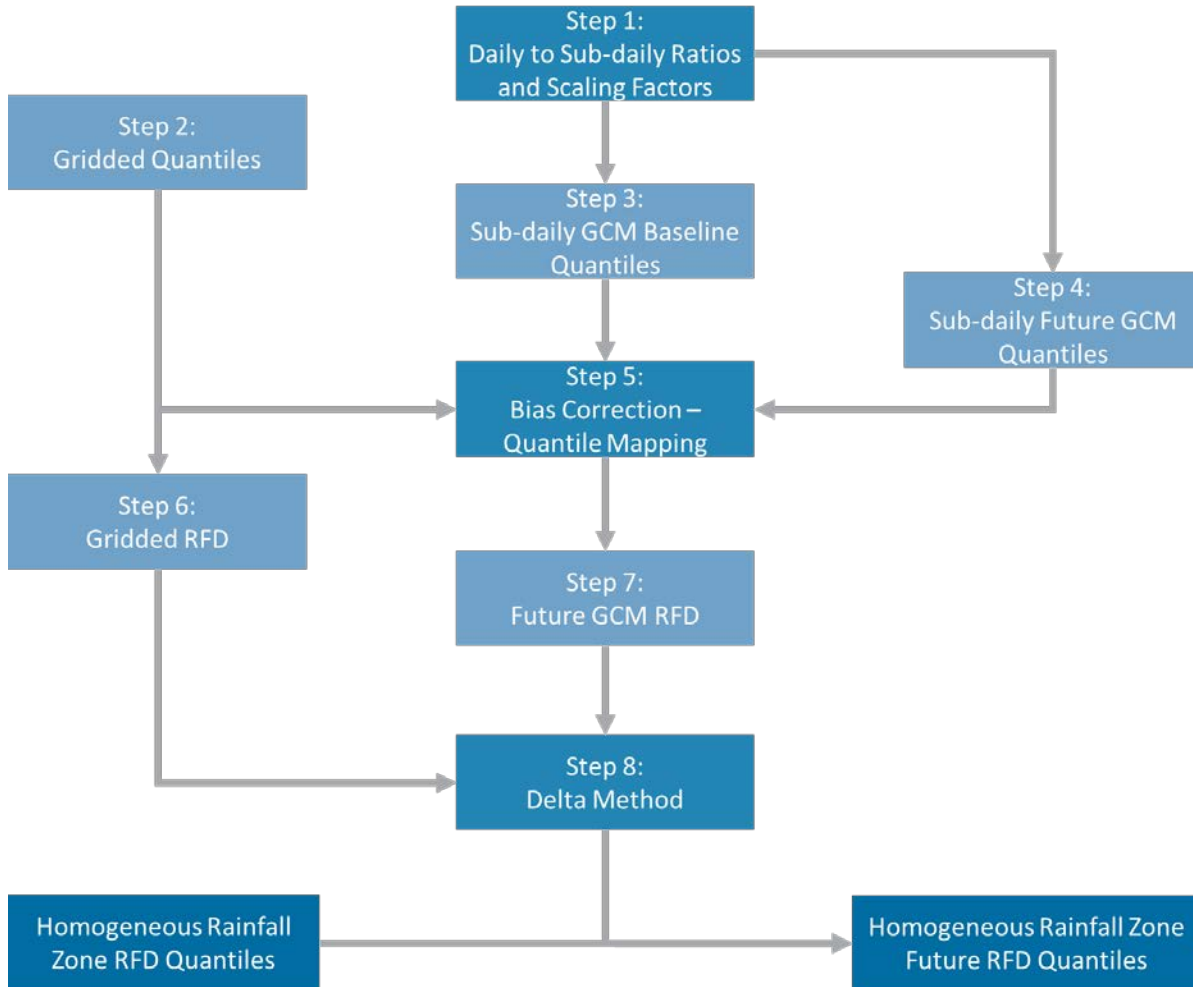 Step 1:
Daily to Sub-daily Ratios
and Scaling Factors
Step 2:
Gridded Quantiles
Step 3:
Sub-daily GCM Baseline
Quantiles
Step 4:
Sub-daily Future GCM
Quantiles
Step 5:
Bias Correction –
Quantile Mapping
Step 6:
Gridded RFD
Step 7:
Future GCM RFD
Step 8:
Delta Method
Homogeneous Rainfall
Zone RFD Quantiles
Homogeneous Rainfall Zone
Future RFD Quantiles